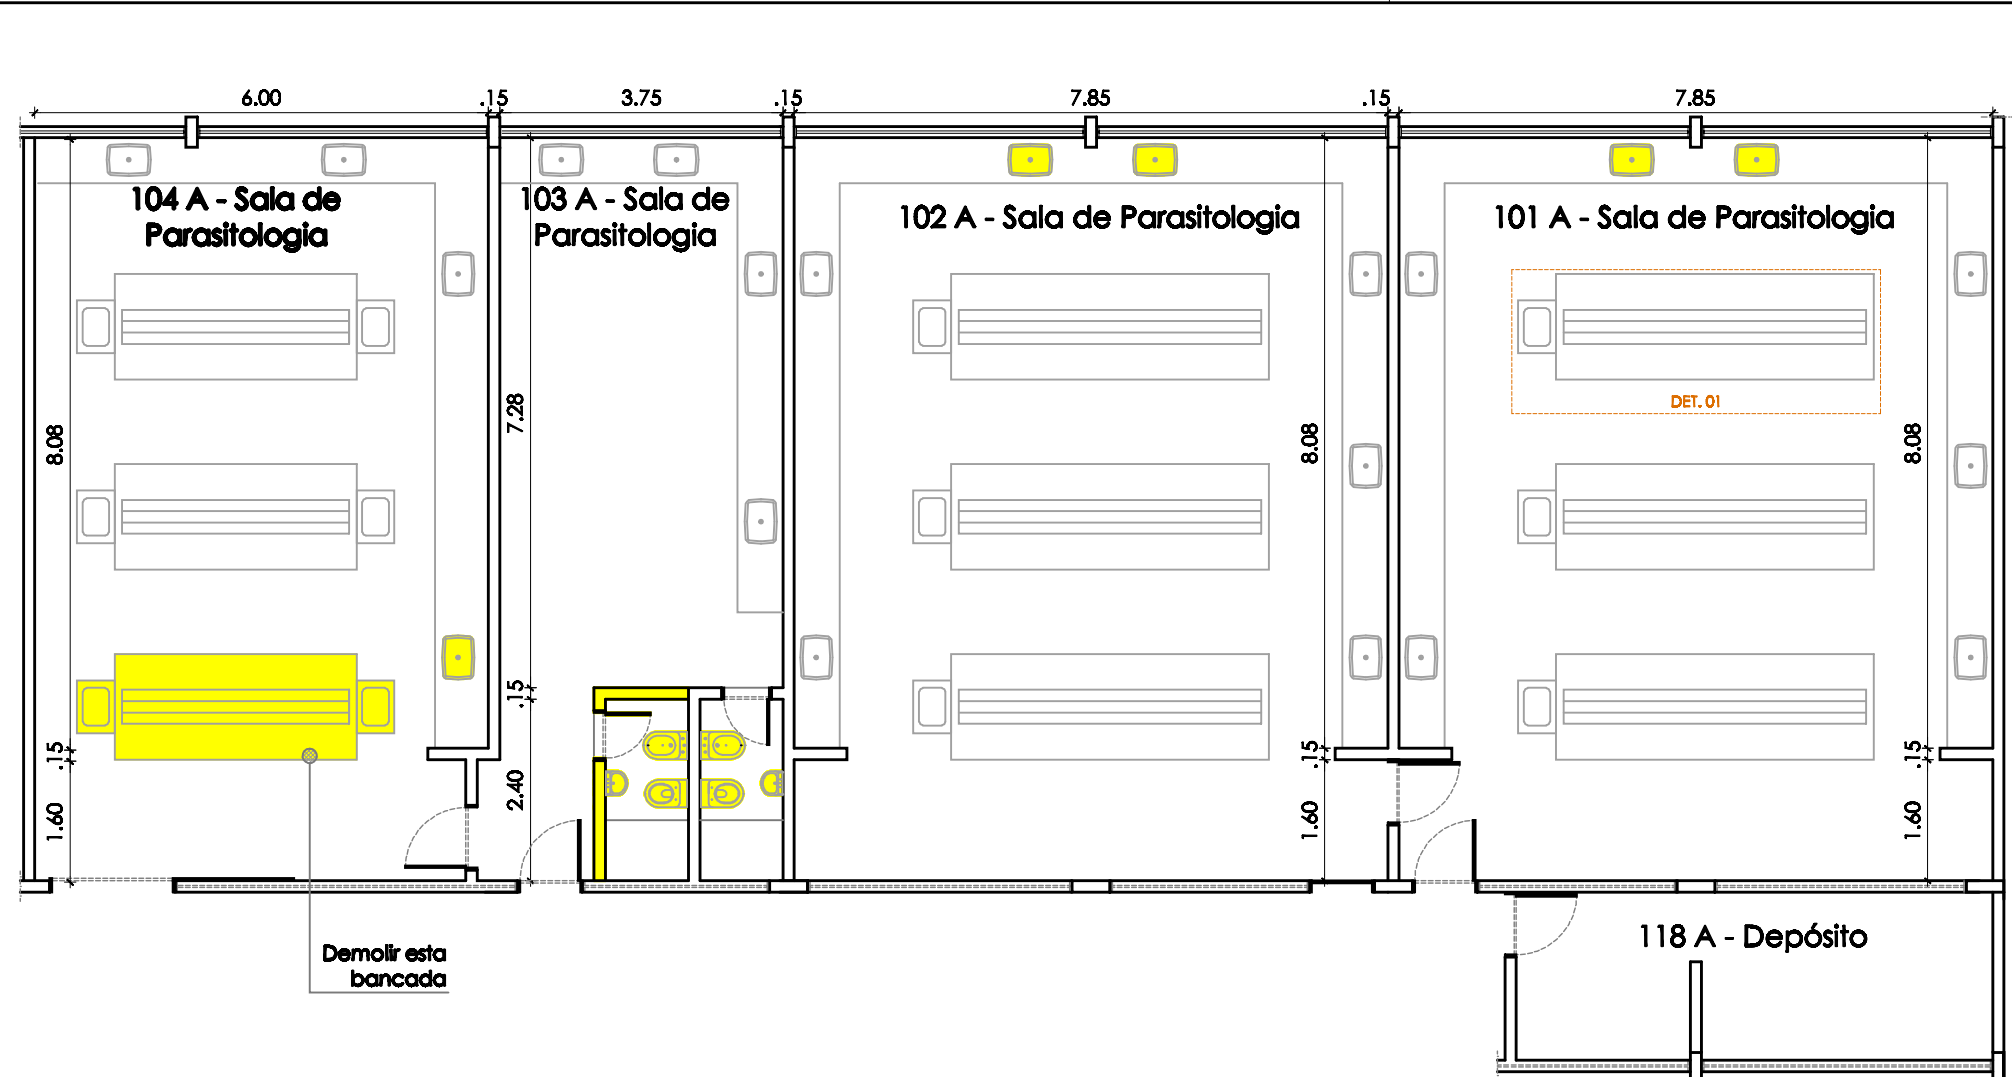 6.00
.15
3.75
.15
7.85
.15
7.85
104 A - Sala de
Parasitologia
103 A - Sala de
Parasitologia
102 A - Sala de Parasitologia
101 A - Sala de Parasitologia
DET. 01
8.08
7.28
8.08
8.08
.15
.15
.15
.15
1.60
2.40
1.60
1.60
Demolir esta
bancada
118 A - Depósito